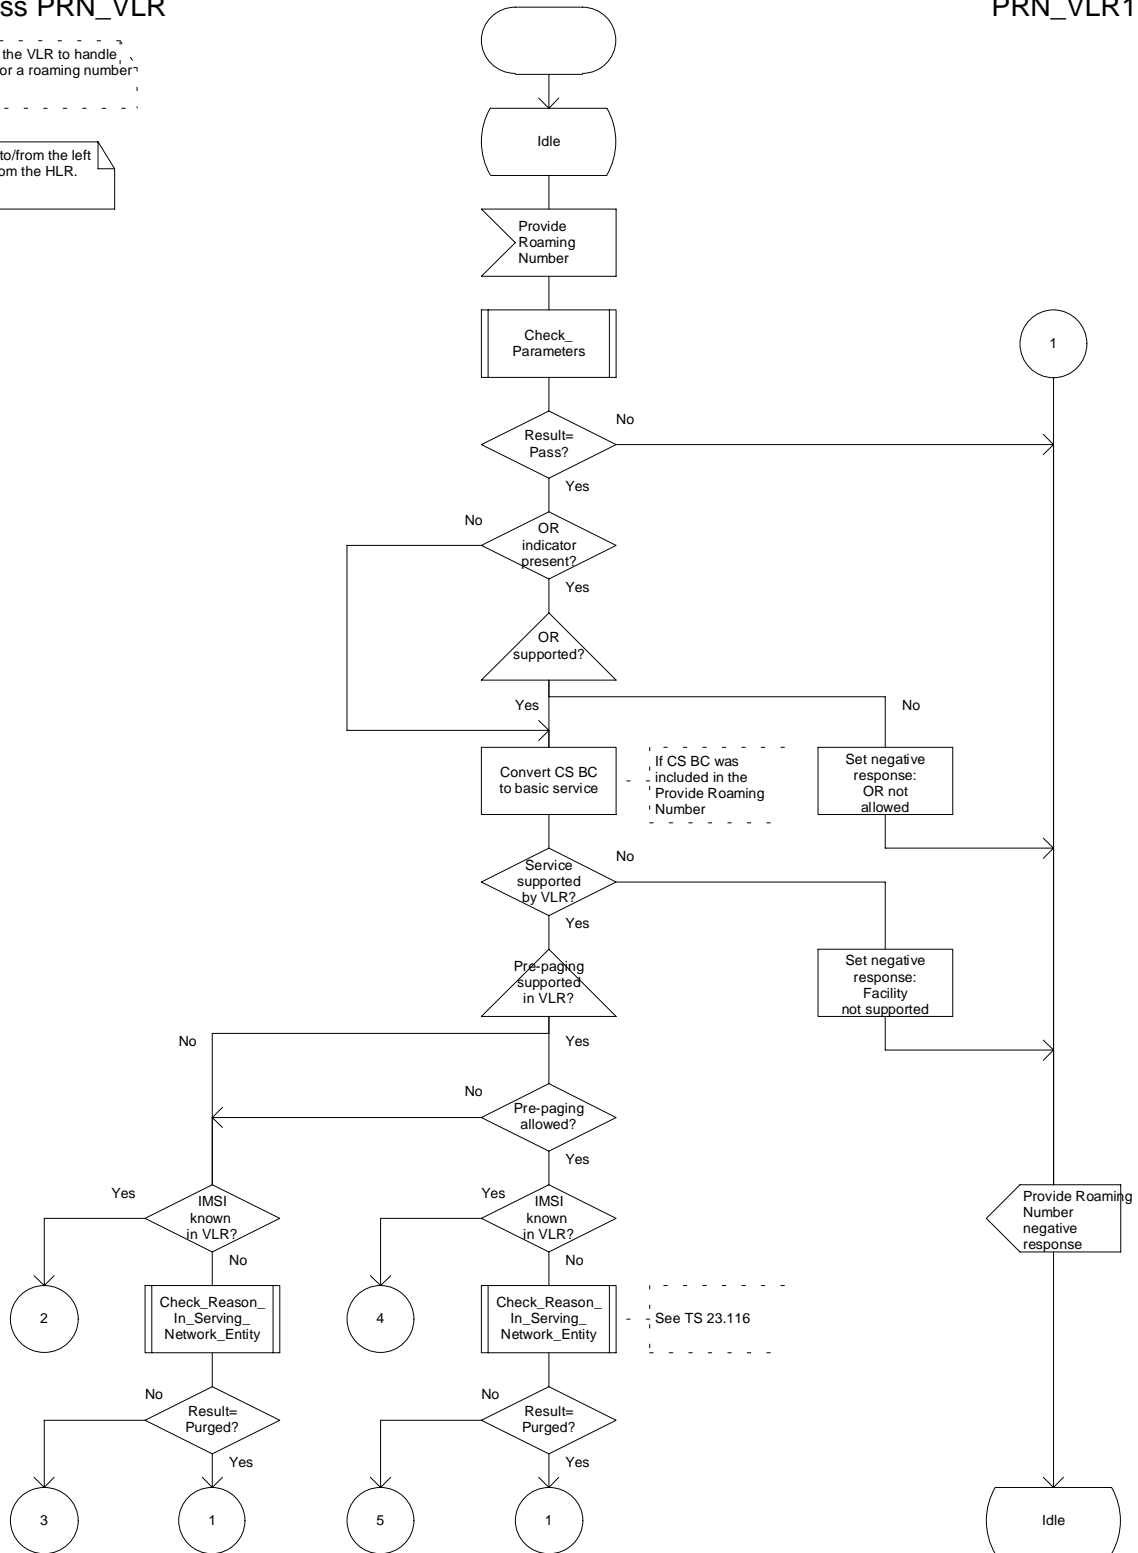 ss PRN_VLR
PRN_VLR1
the VLR to handle
or a roaming number
to/from the left
om the HLR.
Idle
Provide
Roaming
Number
Check_
Parameters
1
No
Result=
Pass?
Yes
No
OR
indicator
present?
Yes
OR
supported?
Yes
No
Convert CS BC
to basic service
If CS BC was
included in the
Provide Roaming
Number
Set negative
response:
OR not
allowed
Service
supported
by VLR?
No
Yes
Pre-paging
supported
in VLR?
Set negative
response:
Facility
not supported
No
Yes
No
Pre-paging
allowed?
Yes
Yes
IMSI
known
in VLR?
No
Yes
IMSI
known
in VLR?
No
Provide Roaming
Number
negative
response
2
Check_Reason_
In_Serving_
Network_Entity
4
Check_Reason_
In_Serving_
Network_Entity
See TS 23.116
No
Result=
Purged?
Yes
No
Result=
Purged?
Yes
3
1
5
1
Idle